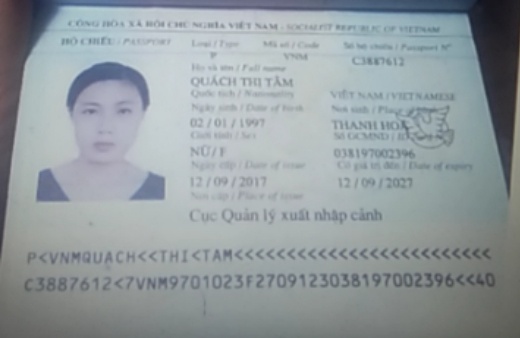 CỘNG HÒA XÃ HỘI CHỦ NGHĨA VIỆT NAM - SOCIALIST REPUBLIC OF VIETNAM
HỘ CHIẾU / PASSPORT Loại / Type Mã số / Code Số hộ chiếu / Passport Nº
P VNM C3887612
Họ và tên / Full name
QUÁCH THỊ TÂM
Quốc tịch / Nationality VIỆT NAM / VIETNAMESE
Ngày sinh / Date of birth Nơi sinh / Place of
02 / 01 / 1997 THANH HÓA
Giới tính / Sex Số GCMND /
NỮ / F 038197002396
Ngày cấp / Date of issue Có giá trị đến / Date of expiry
12 / 09 / 2017 12 / 09 / 2027
Nơi cấp / Place of issue
Cục Quản lý xuất nhập cảnh
P<VNMQUACH<<THI<TAM<<<<<<<<<<<<<<<<<<<<<<<<<
C3887612<7VNM9701023F2709123038197002396<<40